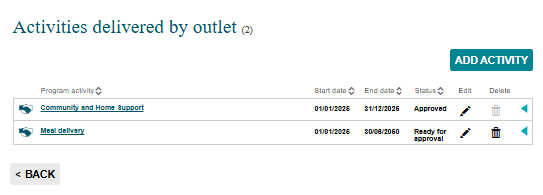 Activities delivered by outlet (2)
ADD ACTIVITY
Program activity Start date End date Status Edit Delete
Community and Home Support 01/01/2025 31/12/2025 Approved
Meal delivery 01/01/2025 30/06/2050 Ready for
approval
< BACK